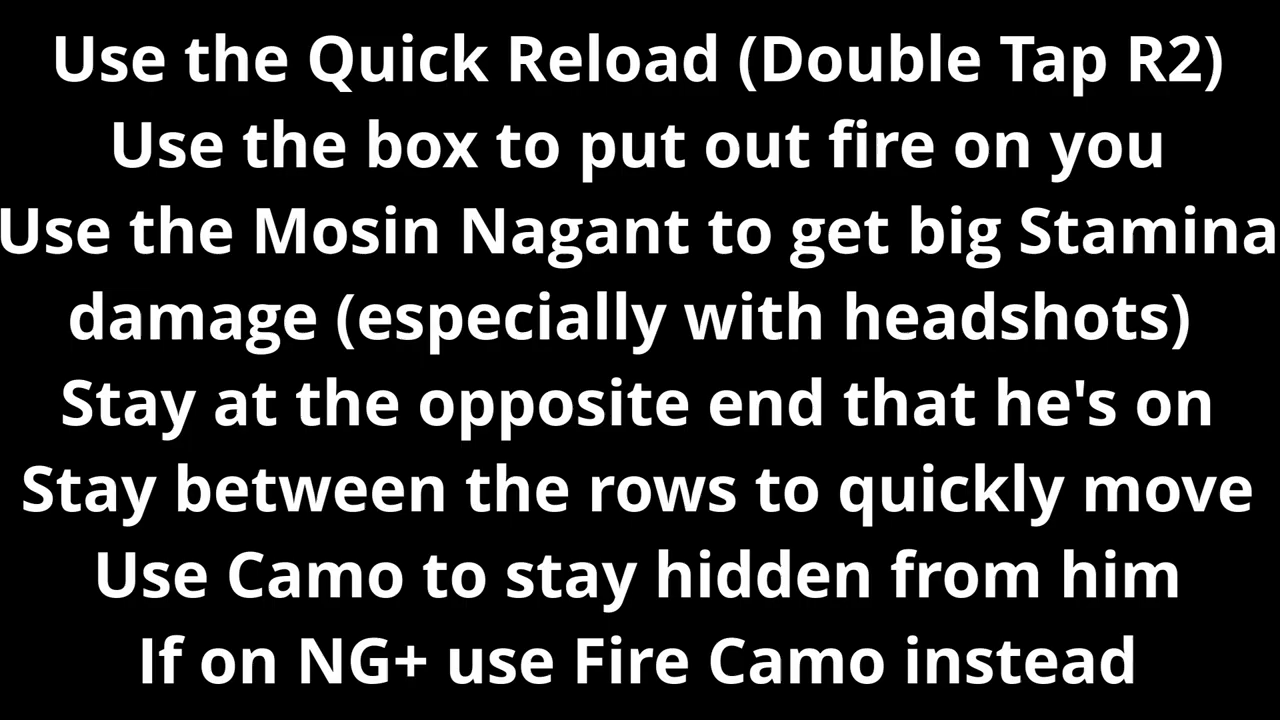 Use the Quick Reload (Double Tap R2)
Use the box to put out fire on you
Use the Mosin Nagant to get big Stamina
damage (especially with headshots)
Stay at the opposite end that he's on
Stay between the rows to quickly move
Use Camo to stay hidden from him
If on NG+ use Fire Camo instead